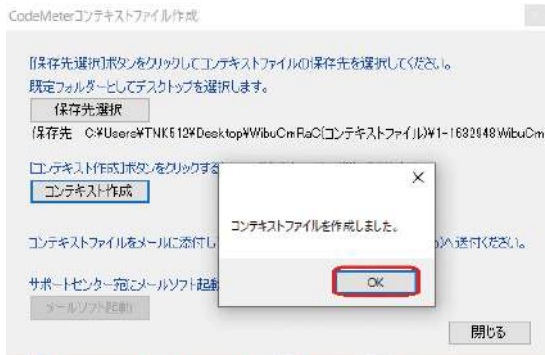 CodeMeterコンテキストファイル作成
[保存先選択]ボタンをクリックしてコンテキストファイルの保存先を選択してください。
既定フォルダーとしてデスクトップを選択します。
保存先選択
(保存先 C:¥Users¥TNK512¥Desktop¥WibuCmRaC(コンテキストファイル)¥1-1632948.WibuCm
[コンテキスト作成]ボタンをクリックする
コンテキスト作成
コンテキストファイルを作成しました。
コンテキストファイルをメールに添付し
へ送付ください。
OK
サポートセンター宛にメールソフト起動
メールソフト起動
閉じる